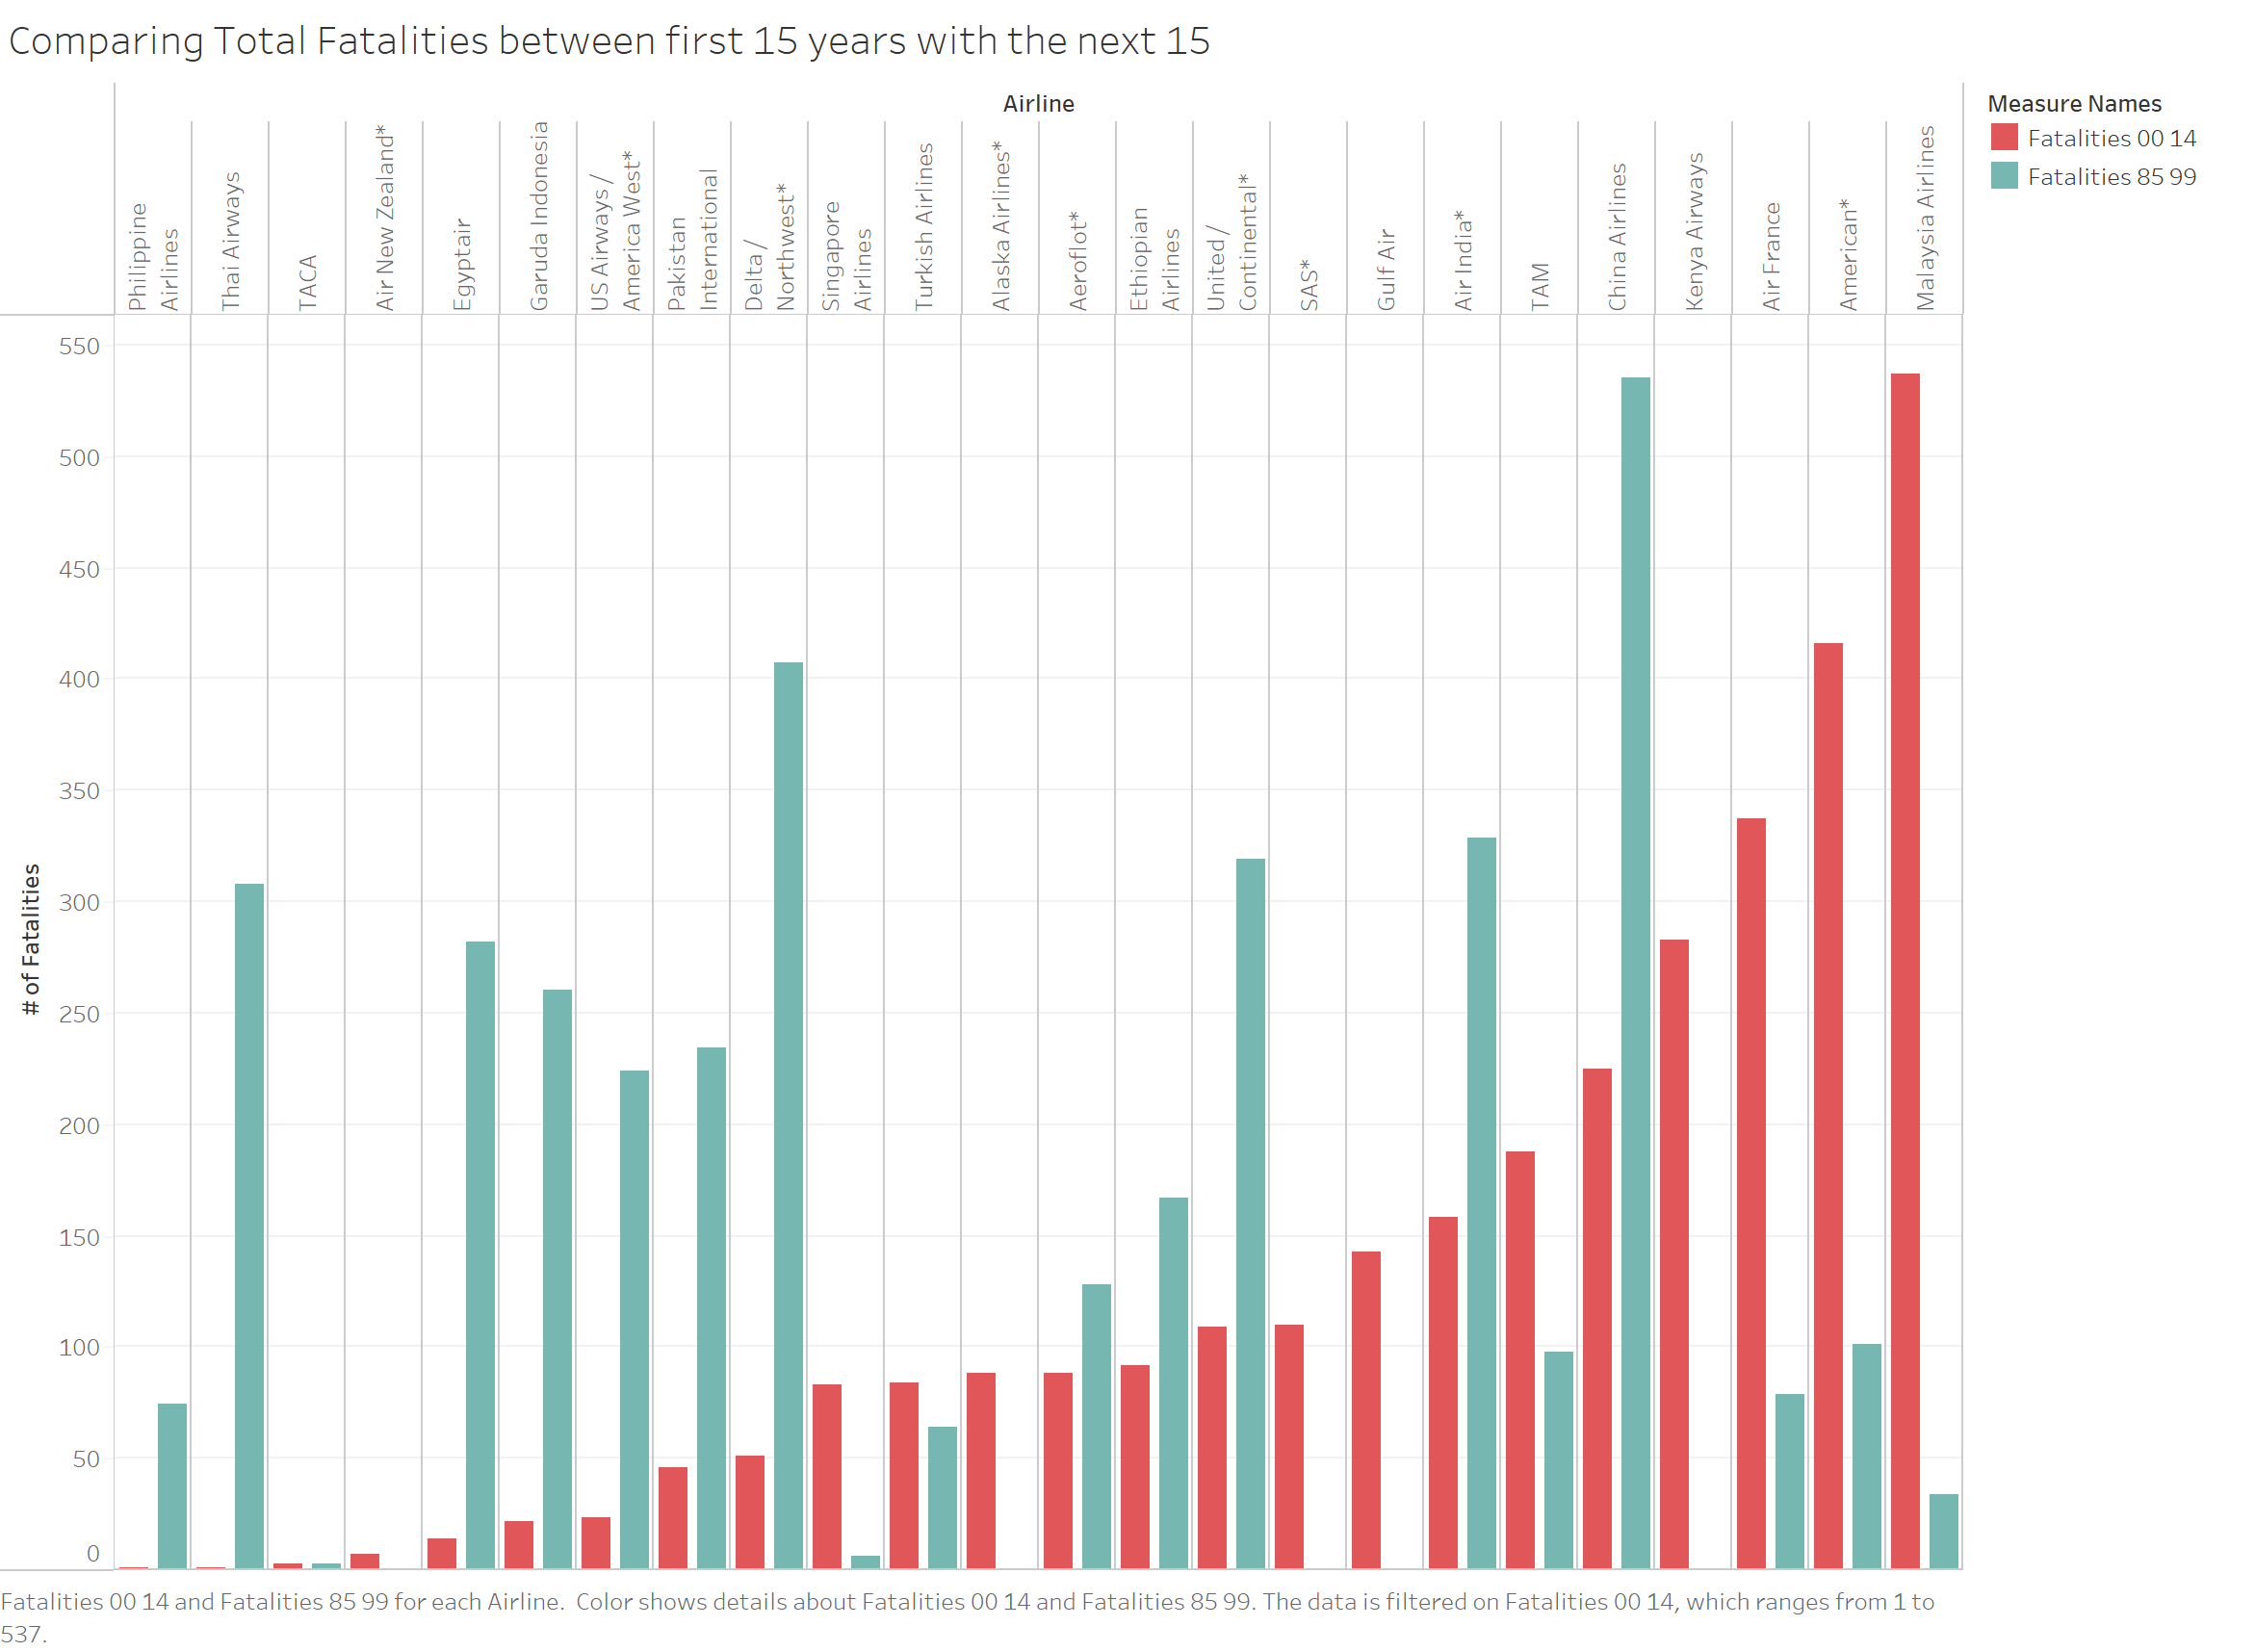 Comparing Total Fatalities between first 15 years with the next 15
Airline
Philippine
Airlines
Thai Airways
TACA
Air New Zealand*
Egyptair
Garuda Indonesia
US Airways /
America West*
Pakistan
International
Delta /
Northwest*
Singapore
Airlines
Turkish Airlines
Alaska Airlines*
Aeroflot*
Ethiopian
Airlines
United /
Continental*
SAS*
Gulf Air
Air India*
TAM
China Airlines
Kenya Airways
Air France
American*
Malaysia Airlines
Measure Names
Fatalities 00 14
Fatalities 85 99
# of Fatalities
550
500
450
400
350
300
250
200
150
100
50
0
Fatalities 00 14 and Fatalities 85 99 for each Airline.  Color shows details about Fatalities 00 14 and Fatalities 85 99. The data is filtered on Fatalities 00 14, which ranges from 1 to
537.